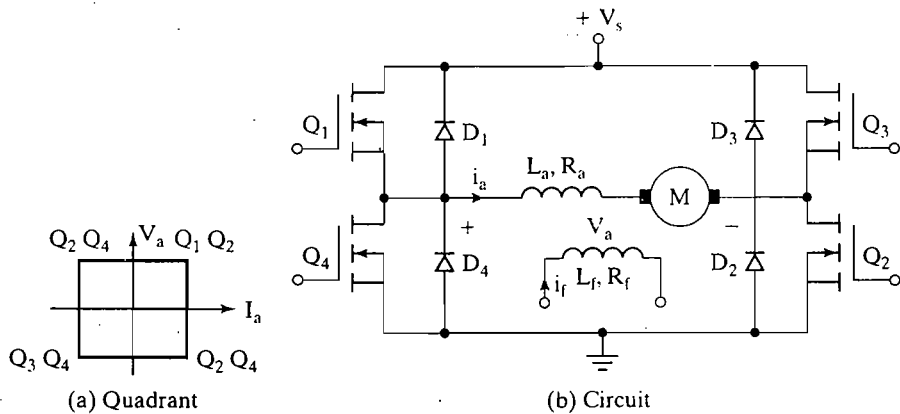 + V_s
Q_1
D_1
D_3
Q_3
L_a, R_a
i_a
M
+
−
V_a
Q_4
D_4
i_f
L_f, R_f
D_2
Q_2
Q_2 Q_4
V_a
Q_1 Q_2
I_a
Q_3 Q_4
Q_2 Q_4
(a) Quadrant
(b) Circuit